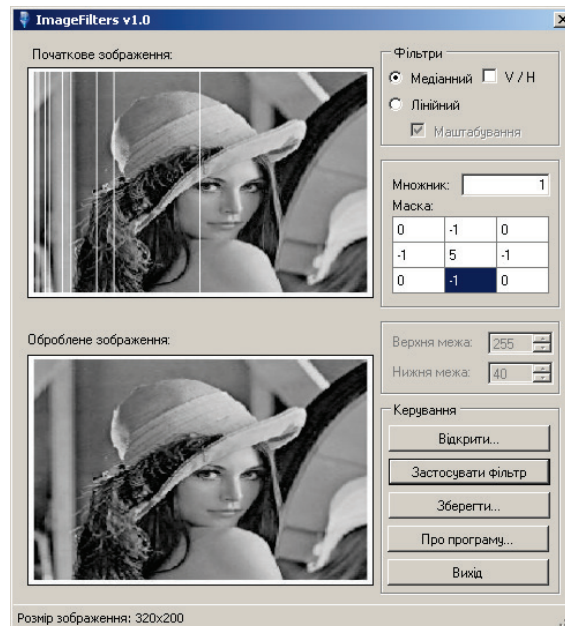 ImageFilters v1.0
Початкове зображення:
Фільтри
Медіанний V / H
Лінійний
Маштабування
Множник: 1
Маска:
0 -1 0
-1 5 -1
0 -1 0
Оброблене зображення:
Верхня межа: 255
Нижня межа: 40
Керування
Відкрити...
Застосувати фільтр
Зберегти...
Про програму...
Вихід
Розмір зображення: 320x200